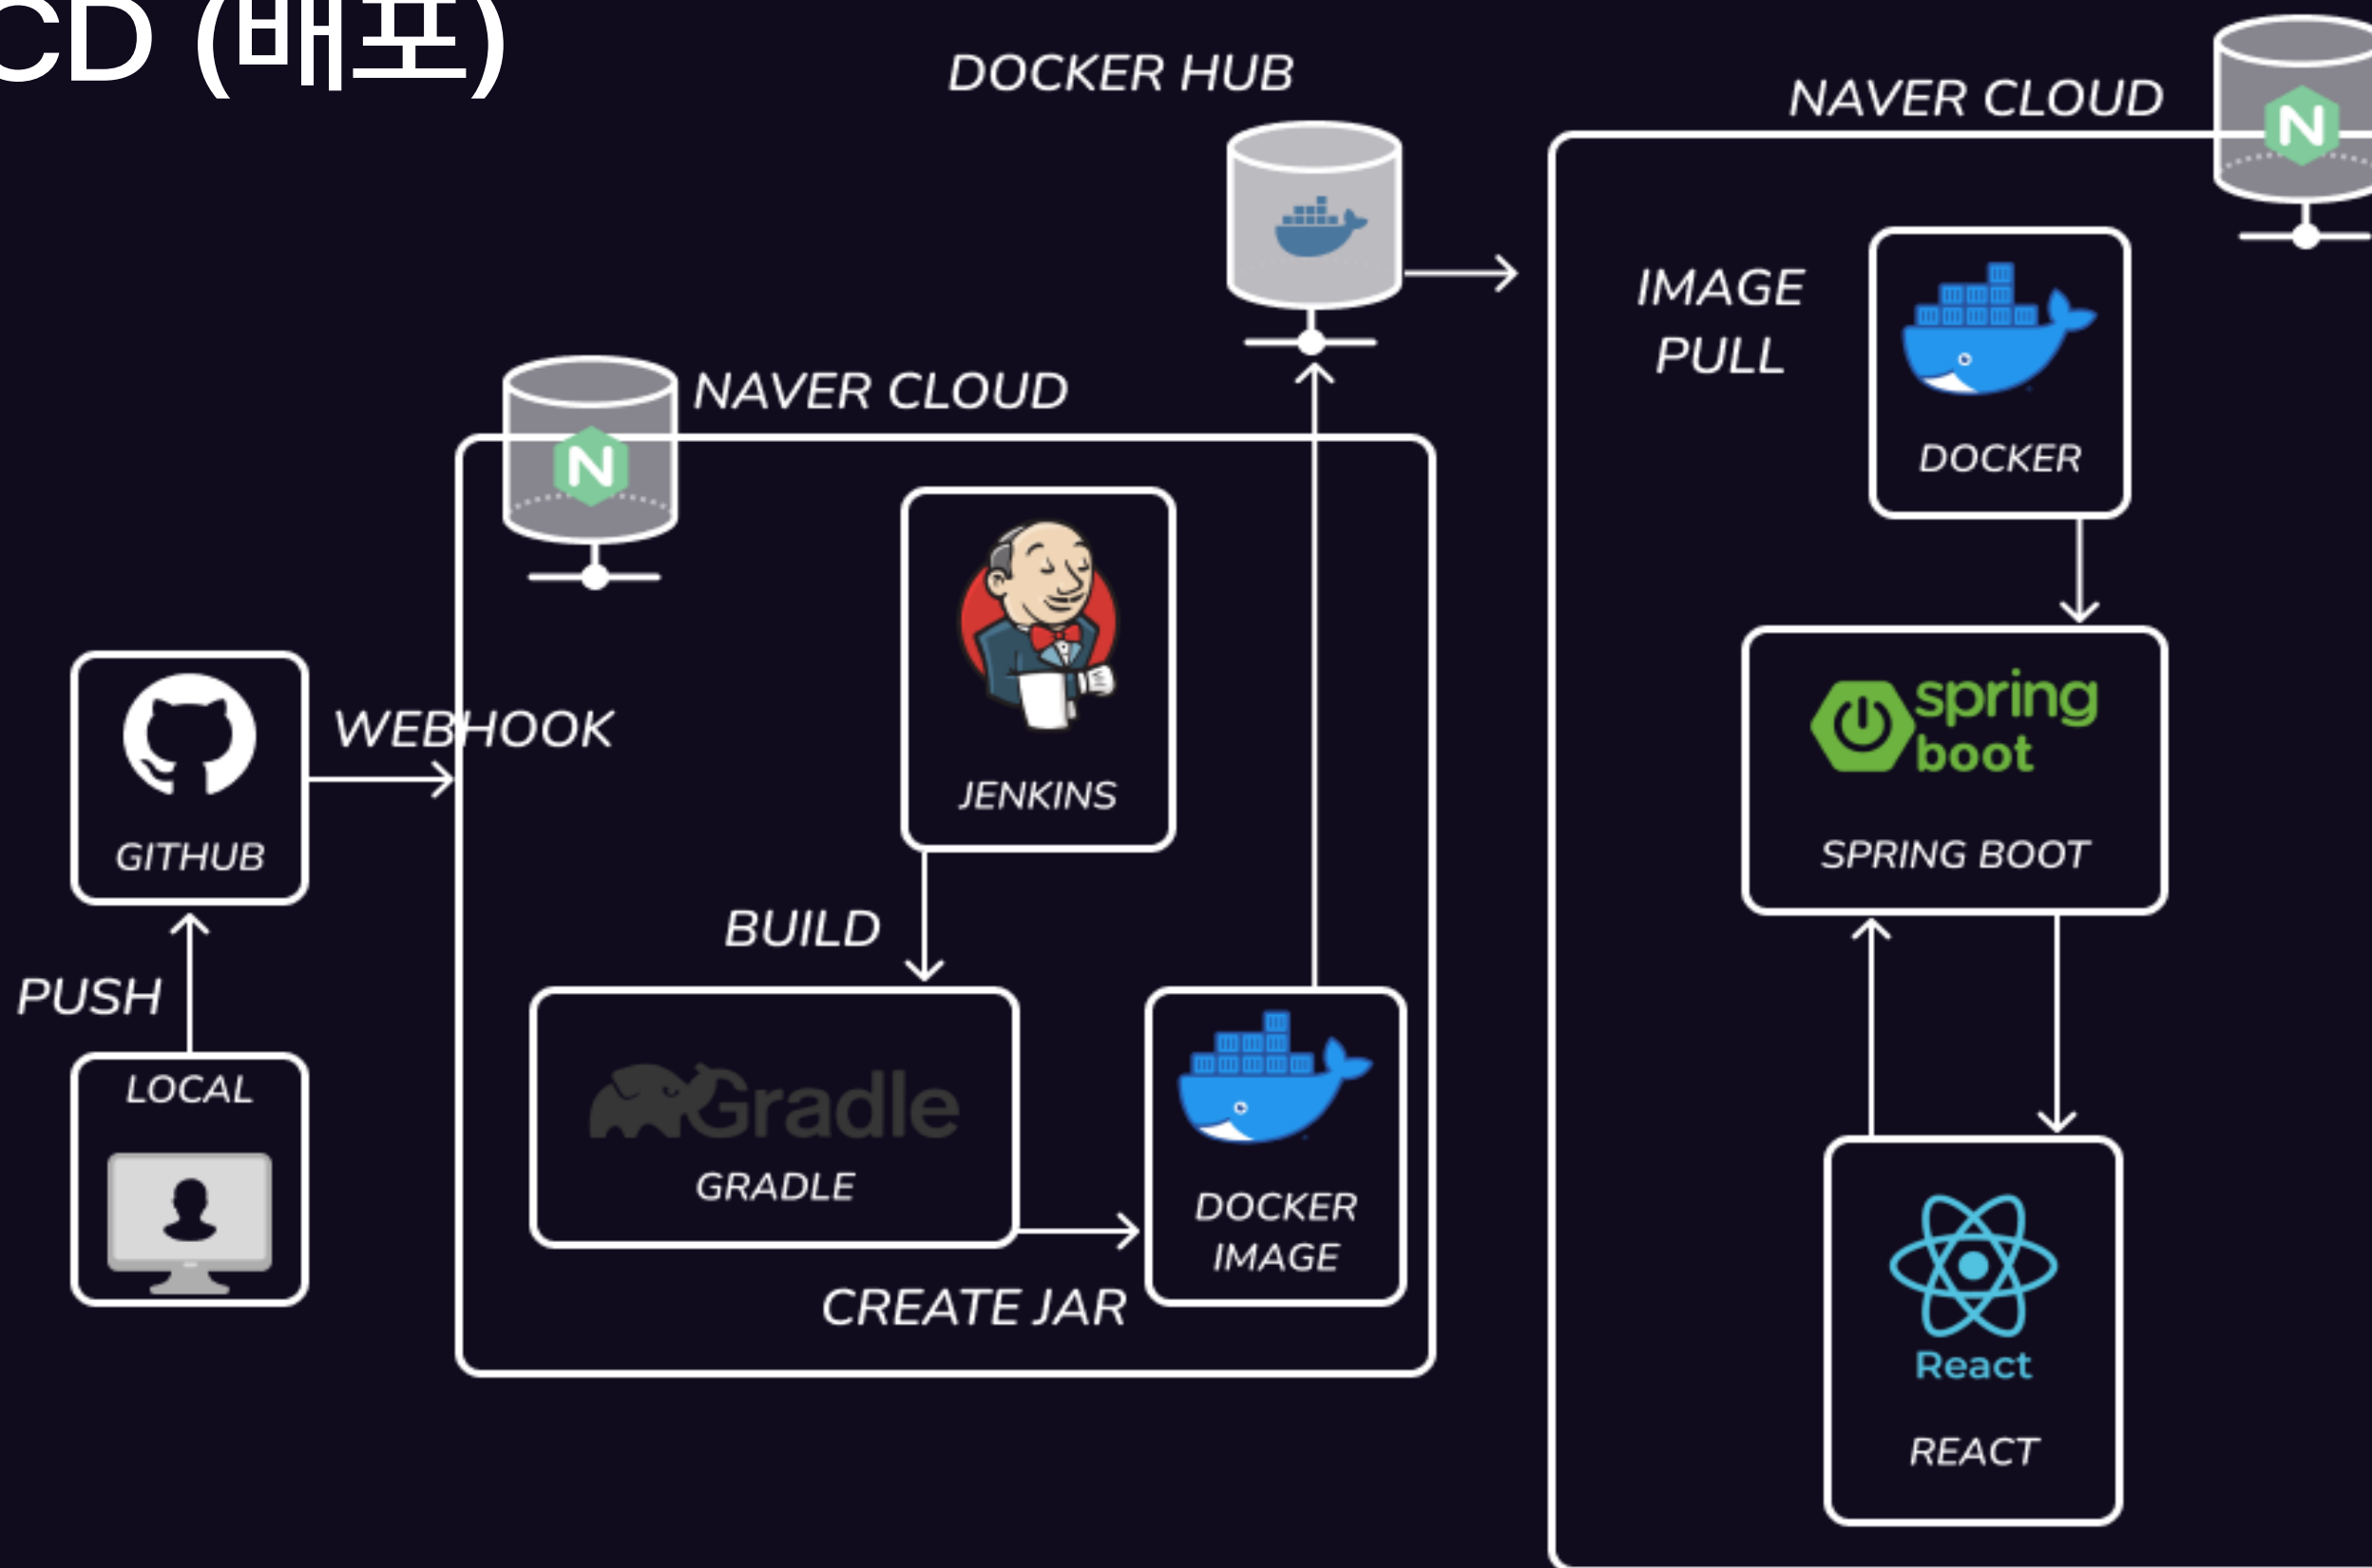 CD (배포)
DOCKER HUB
NAVER CLOUD
N
IMAGE
PULL
DOCKER
NAVER CLOUD
N
JENKINS
WEBHOOK
GITHUB
PUSH
LOCAL
BUILD
Gradle
GRADLE
CREATE JAR
DOCKER
IMAGE
spring
boot
SPRING BOOT
React
REACT